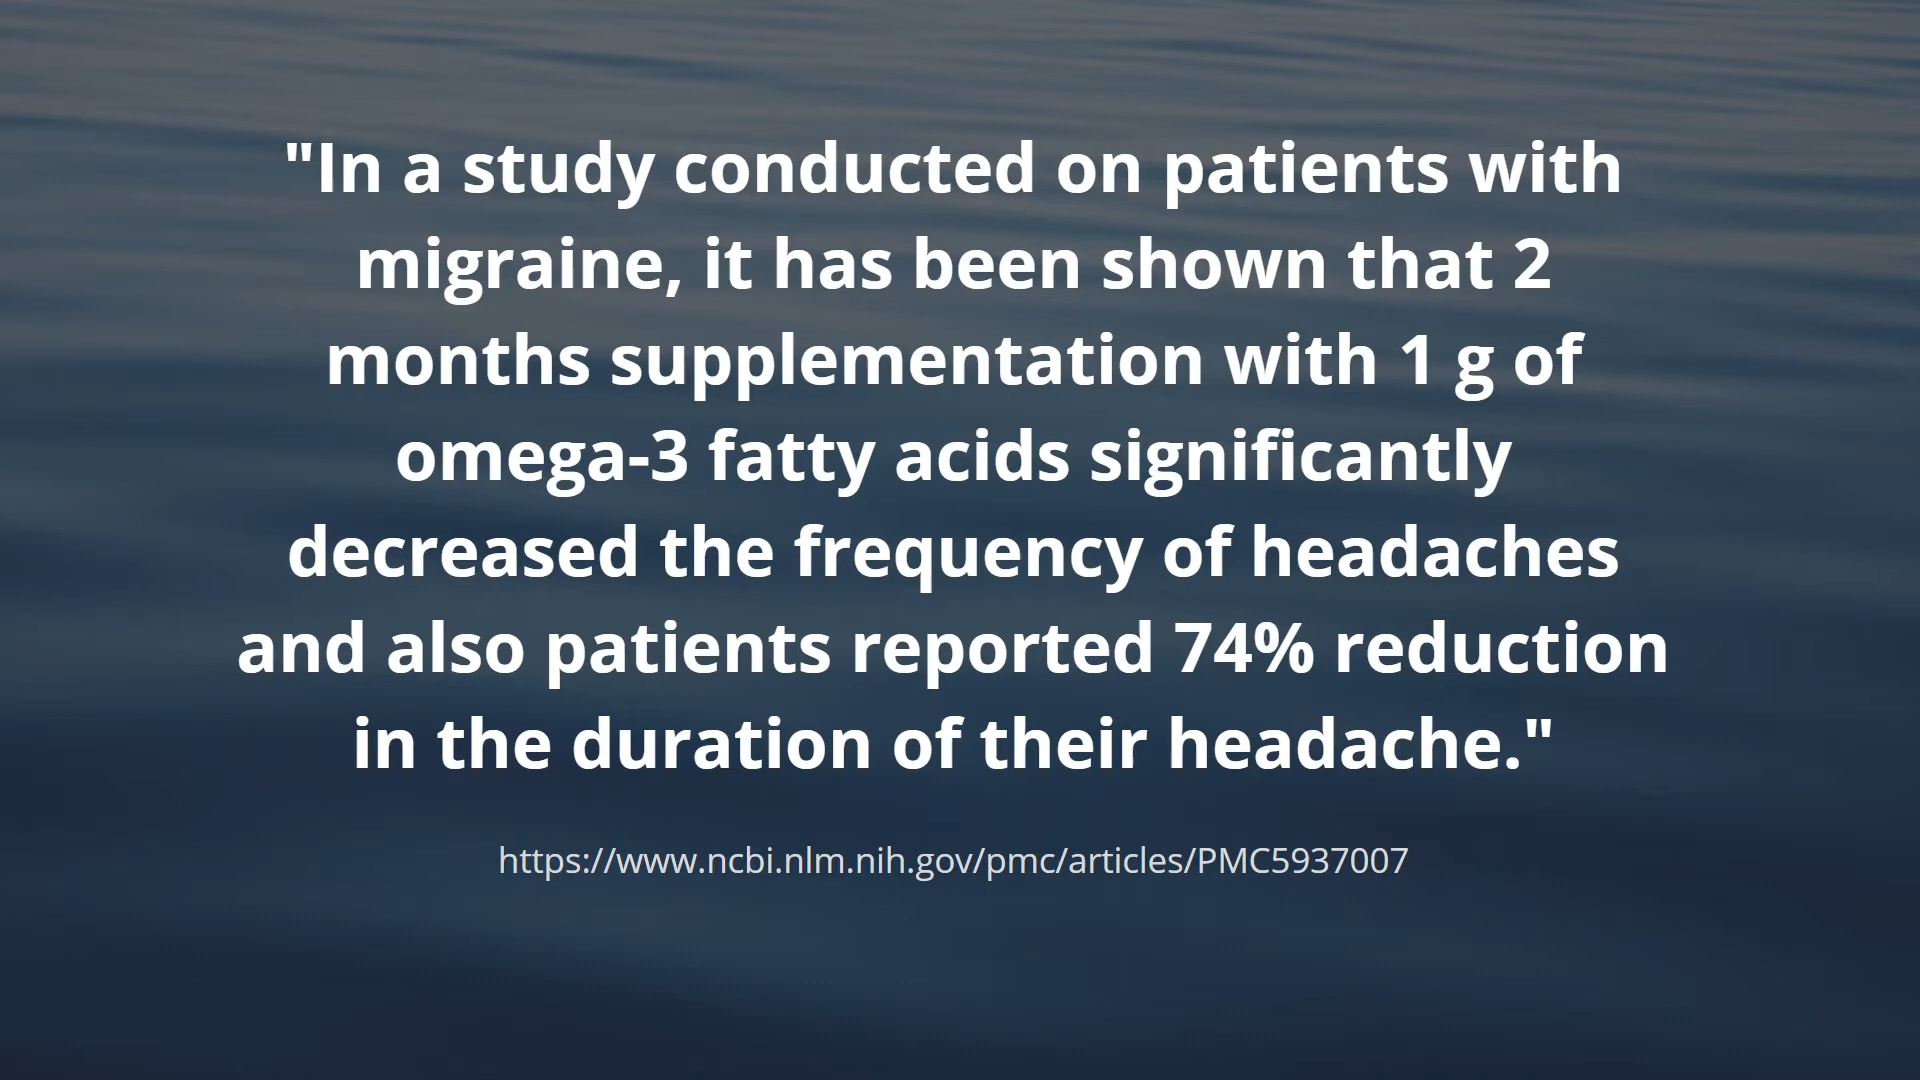 "In a study conducted on patients with
migraine, it has been shown that 2
months supplementation with 1 g of
omega-3 fatty acids significantly
decreased the frequency of headaches
and also patients reported 74% reduction
in the duration of their headache."
https://www.ncbi.nlm.nih.gov/pmc/articles/PMC5937007